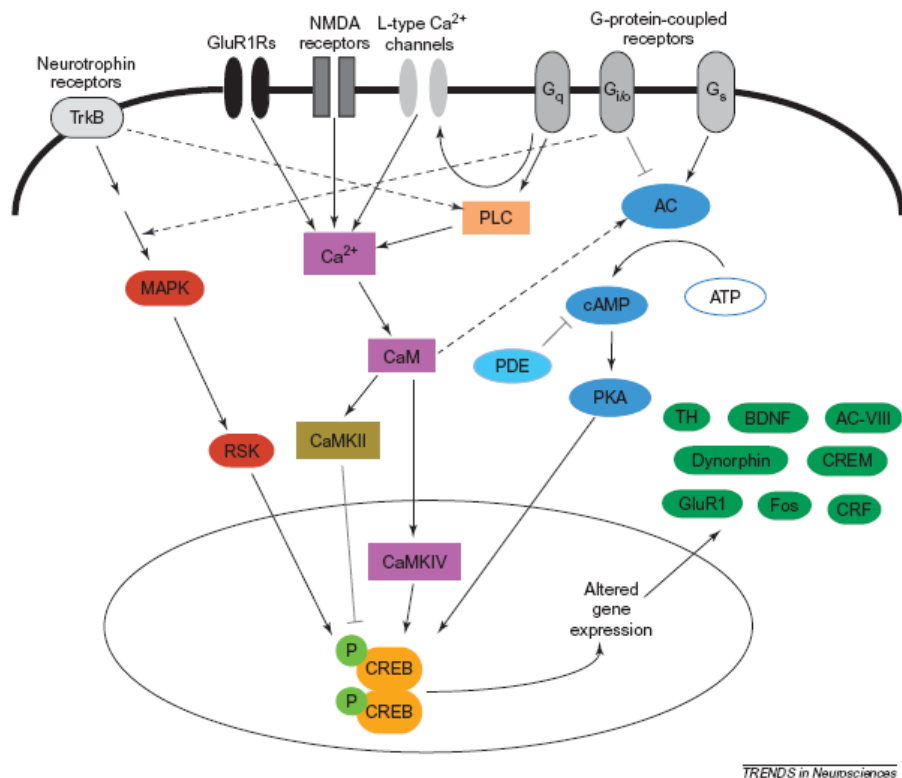 NMDA
receptors
L-type Ca²⁺
channels
G-protein-coupled
receptors
GluR1Rs
Neurotrophin
receptors
TrkB
Gq
Gi/o
Gs
PLC
AC
Ca²⁺
MAPK
cAMP
ATP
CaM
PDE
PKA
CaMKII
RSK
TH
BDNF
AC-VIII
Dynorphin
CREM
GluR1
Fos
CRF
CaMKIV
Altered
gene
expression
P
CREB
P
CREB
TRENDS in Neurosciences